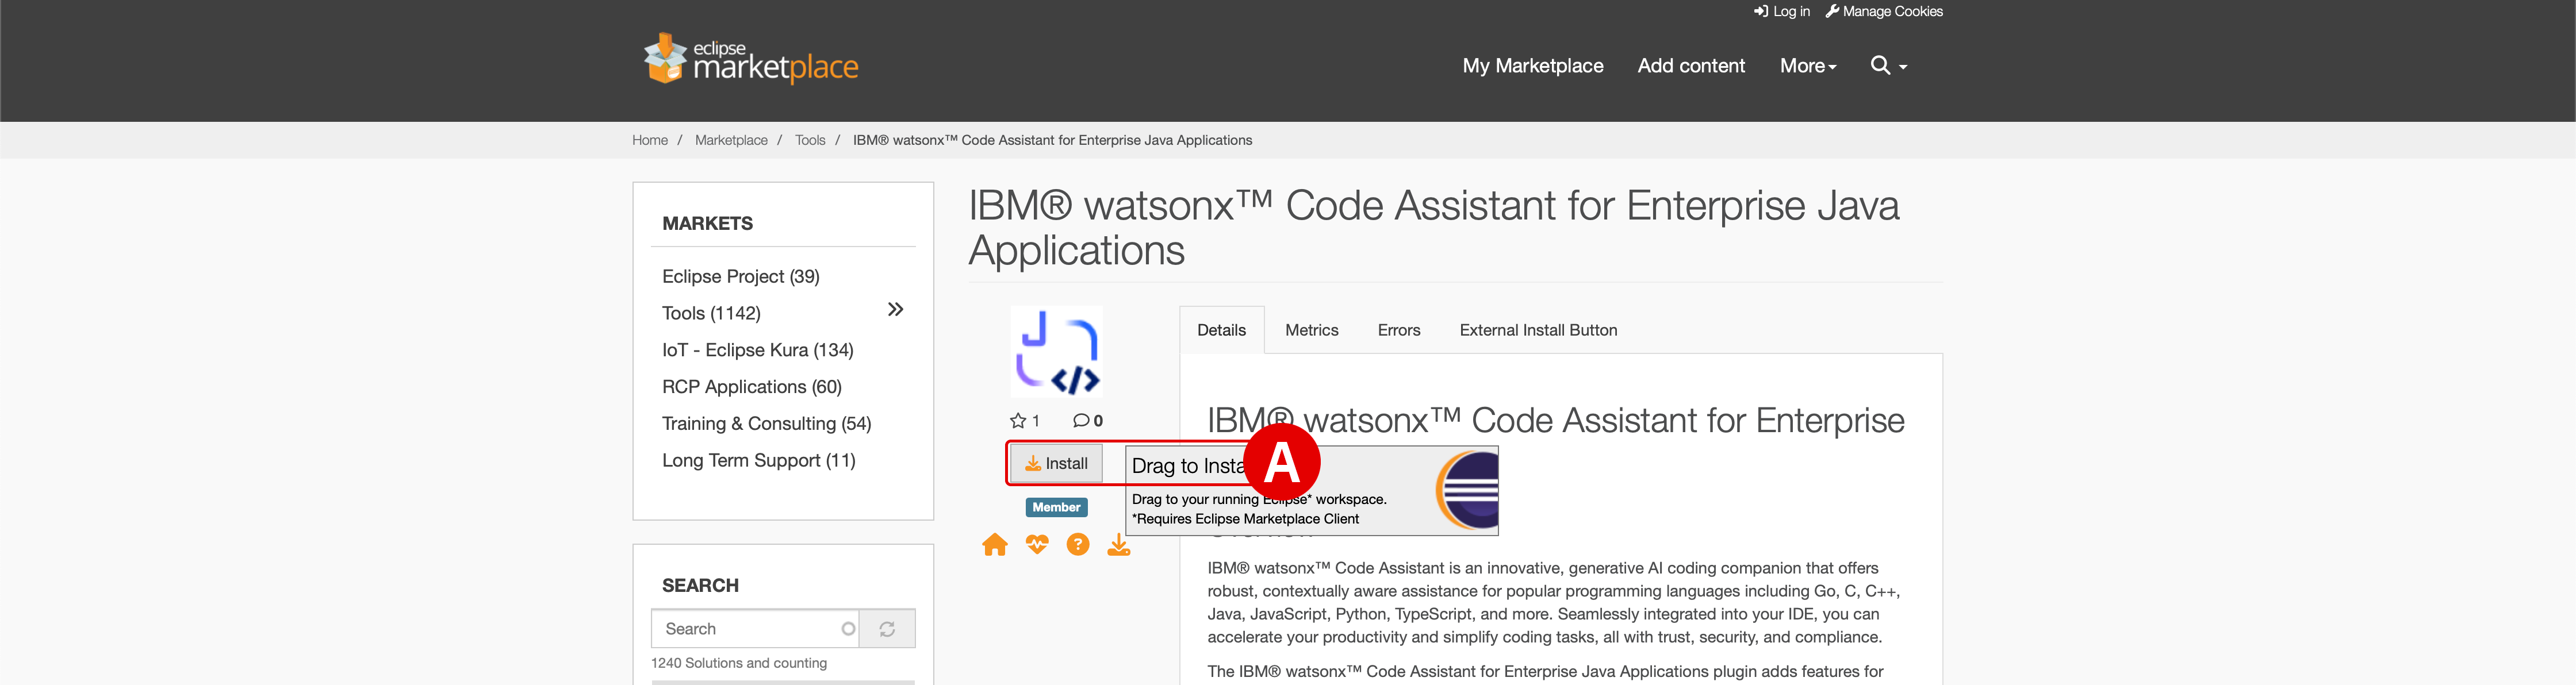 Log in Manage Cookies
eclipse
marketplace
My Marketplace Add content More
Home / Marketplace / Tools / IBM® watsonx™ Code Assistant for Enterprise Java Applications
MARKETS
Eclipse Project (39)
Tools (1142)
IoT - Eclipse Kura (134)
RCP Applications (60)
Training & Consulting (54)
Long Term Support (11)
SEARCH
Search
1240 Solutions and counting
IBM® watsonx™ Code Assistant for Enterprise Java
Applications
1 0
Install
Member
Drag to Insta
A
Drag to your running Eclipse* workspace.
*Requires Eclipse Marketplace Client
Details Metrics Errors External Install Button
IBM® watsonx™ Code Assistant for Enterprise
IBM® watsonx™ Code Assistant is an innovative, generative AI coding companion that offers
robust, contextually aware assistance for popular programming languages including Go, C, C++,
Java, JavaScript, Python, TypeScript, and more. Seamlessly integrated into your IDE, you can
accelerate your productivity and simplify coding tasks, all with trust, security, and compliance.
The IBM® watsonx™ Code Assistant for Enterprise Java Applications plugin adds features for